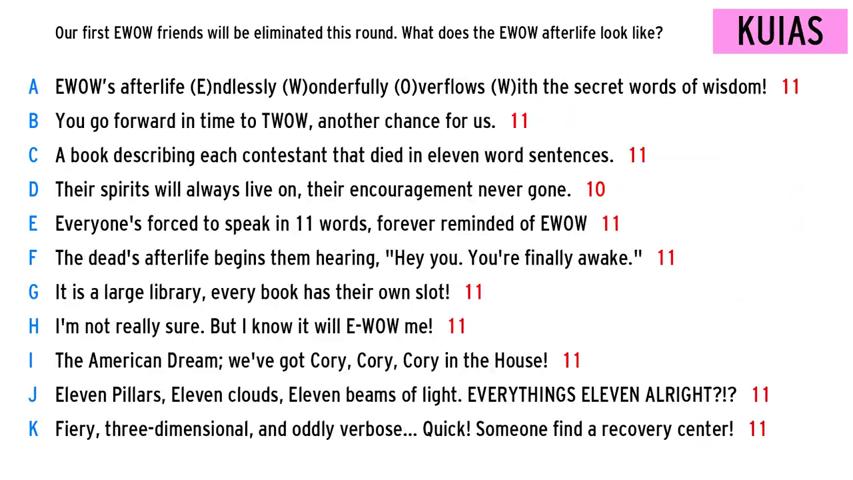 Our first EWOW friends will be eliminated this round. What does the EWOW afterlife look like?
KUIAS
A EWOW's afterlife (E)ndlessly (W)onderfully (O)verflows (W)ith the secret words of wisdom! 11
B You go forward in time to TWOW, another chance for us. 11
C A book describing each contestant that died in eleven word sentences. 11
D Their spirits will always live on, their encouragement never gone. 10
E Everyone's forced to speak in 11 words, forever reminded of EWOW 11
F The dead's afterlife begins them hearing, "Hey you. You're finally awake." 11
G It is a large library, every book has their own slot! 11
H I'm not really sure. But I know it will E-WOW me! 11
I The American Dream; we've got Cory, Cory, Cory in the House! 11
J Eleven Pillars, Eleven clouds, Eleven beams of light. EVERYTHINGS ELEVEN ALRIGHT?!? 11
K Fiery, three-dimensional, and oddly verbose... Quick! Someone find a recovery center! 11